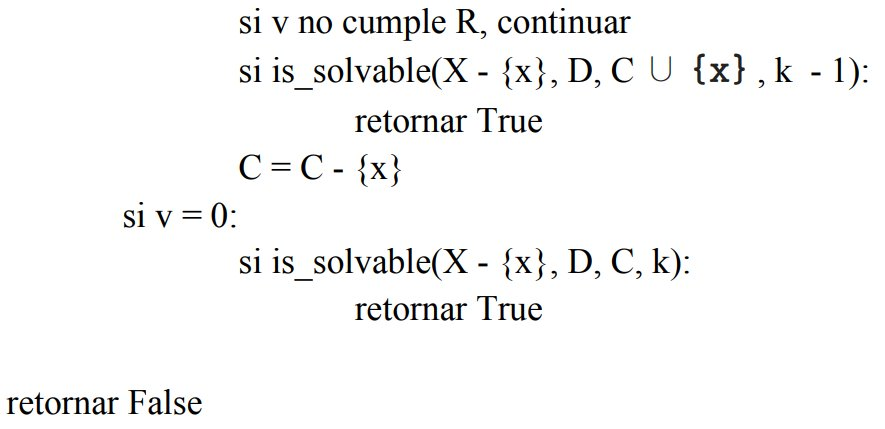 si v no cumple R, continuar
si is_solvable(X - {x}, D, C ∪ {x} , k - 1):
retornar True
C = C - {x}
si v = 0:
si is_solvable(X - {x}, D, C, k):
retornar True
retornar False